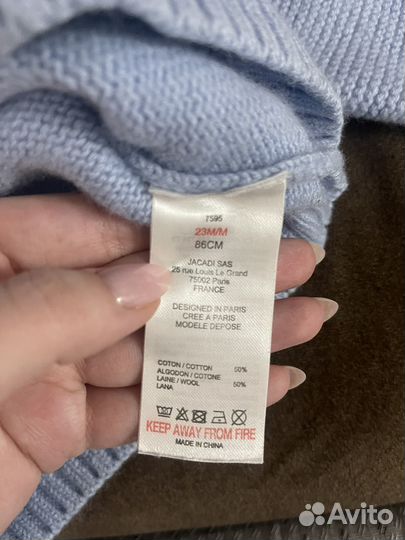 T595
23M/M
86CM
JACADI SAS
25 rue Louis Le Grand
75002 Paris
FRANCE
DESIGNED IN PARIS
CREE A PARIS
MODELE DEPOSE
COTON / COTTON 50%
ALGODON / COTONE
LAINE / WOOL 50%
LANA
KEEP AWAY FROM FIRE
MADE IN CHINA
Avito